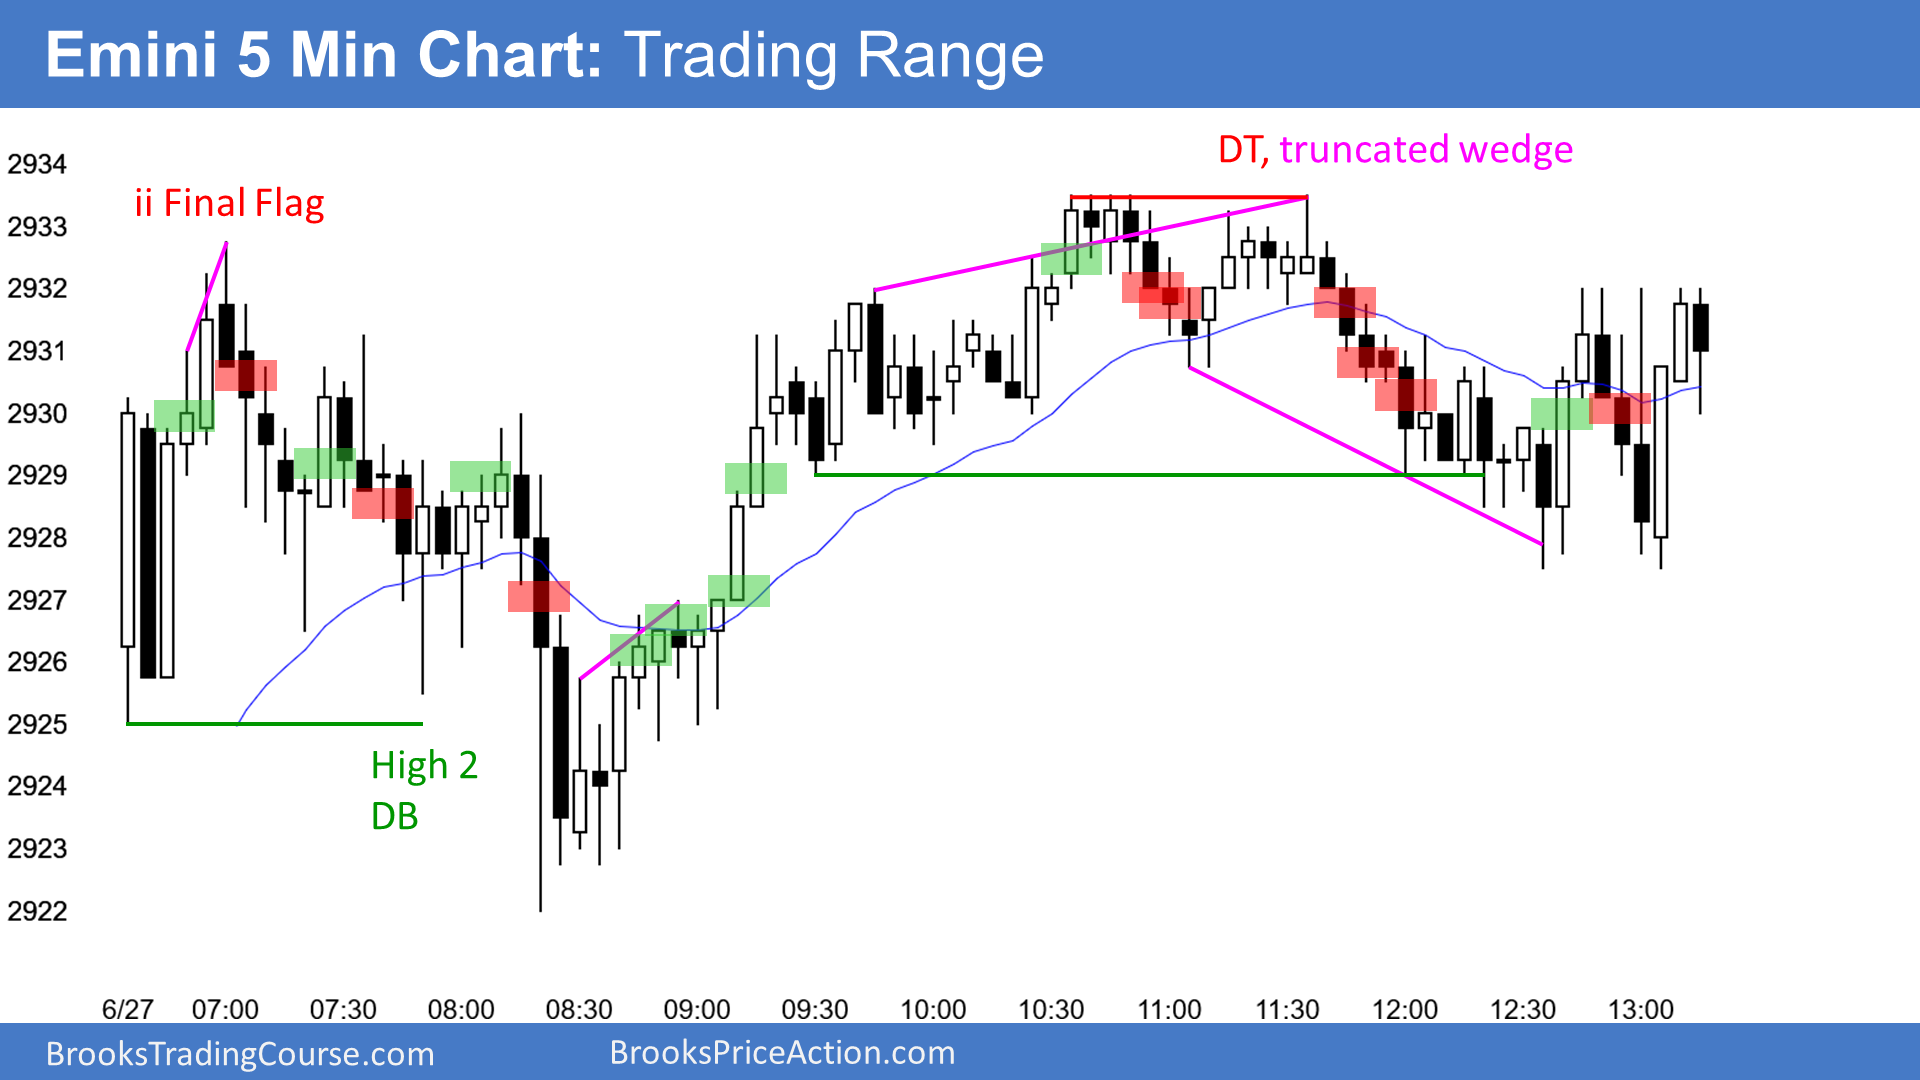 Emini 5 Min Chart: Trading Range
DT, truncated wedge
2934
ii Final Flag
2933
2932
2931
2930
2929
2928
2927
2926
2925
High 2
DB
2924
2923
2922
6/27 07:00 07:30 08:00 08:30 09:00 09:30 10:00 10:30 11:00 11:30 12:00 12:30 13:00
BrooksTradingCourse.com BrooksPriceAction.com